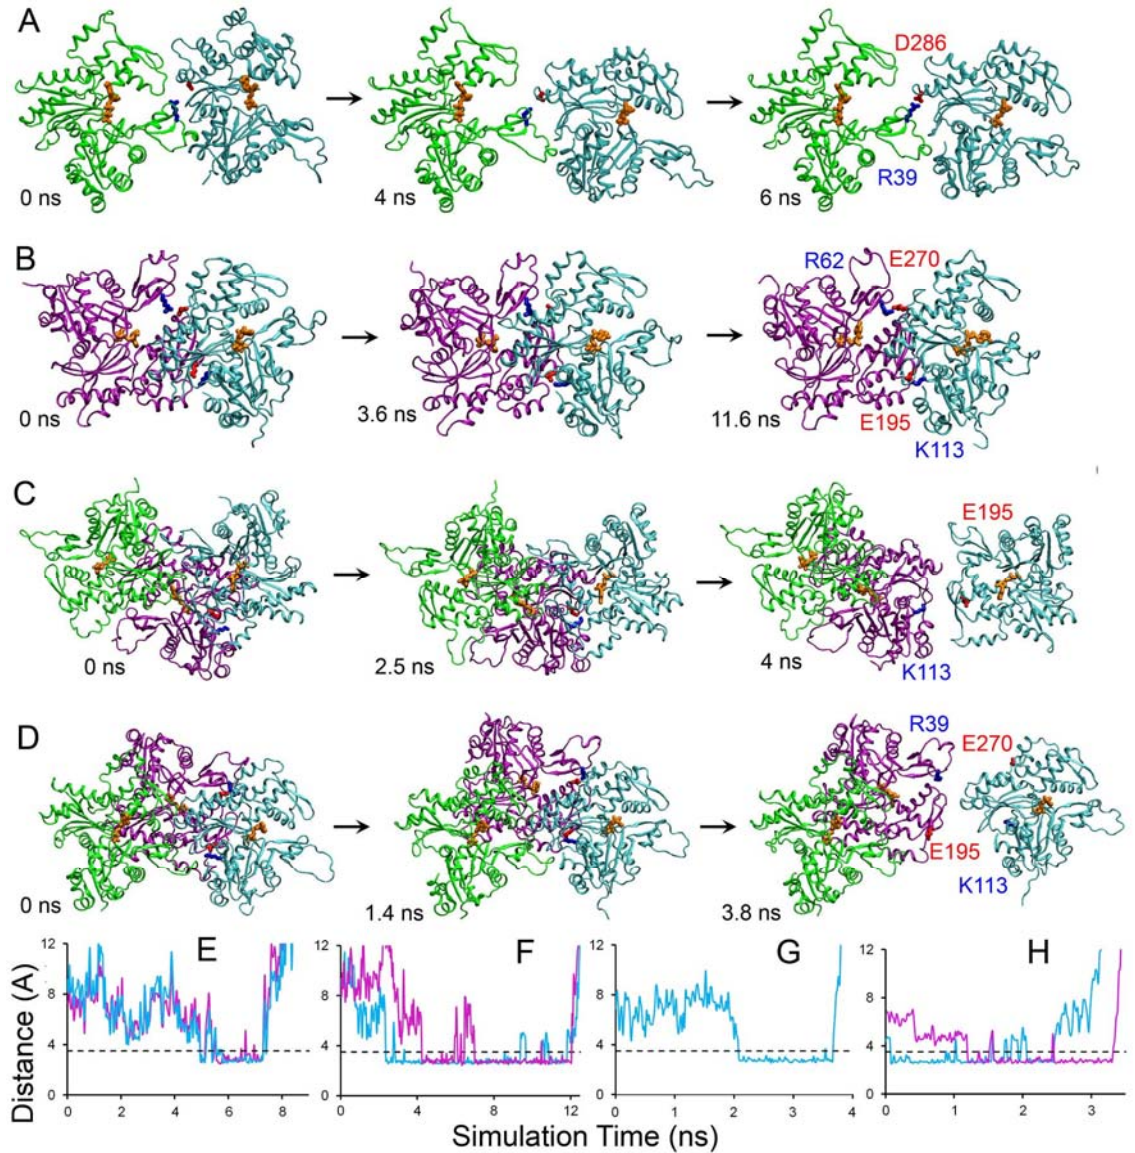 A
D286
R39
0 ns
4 ns
6 ns
B
R62
E270
0 ns
3.6 ns
11.6 ns
E195
K113
C
E195
0 ns
2.5 ns
4 ns
K113
D
R39
E270
E195
K113
0 ns
1.4 ns
3.8 ns
E
F
G
H
Distance (A)
12
8
4
0
0 2 4 6 8
12
8
4
0
0 4 8 12
12
8
4
0
0 1 2 3 4
12
8
4
0
0 1 2 3
Simulation Time (ns)